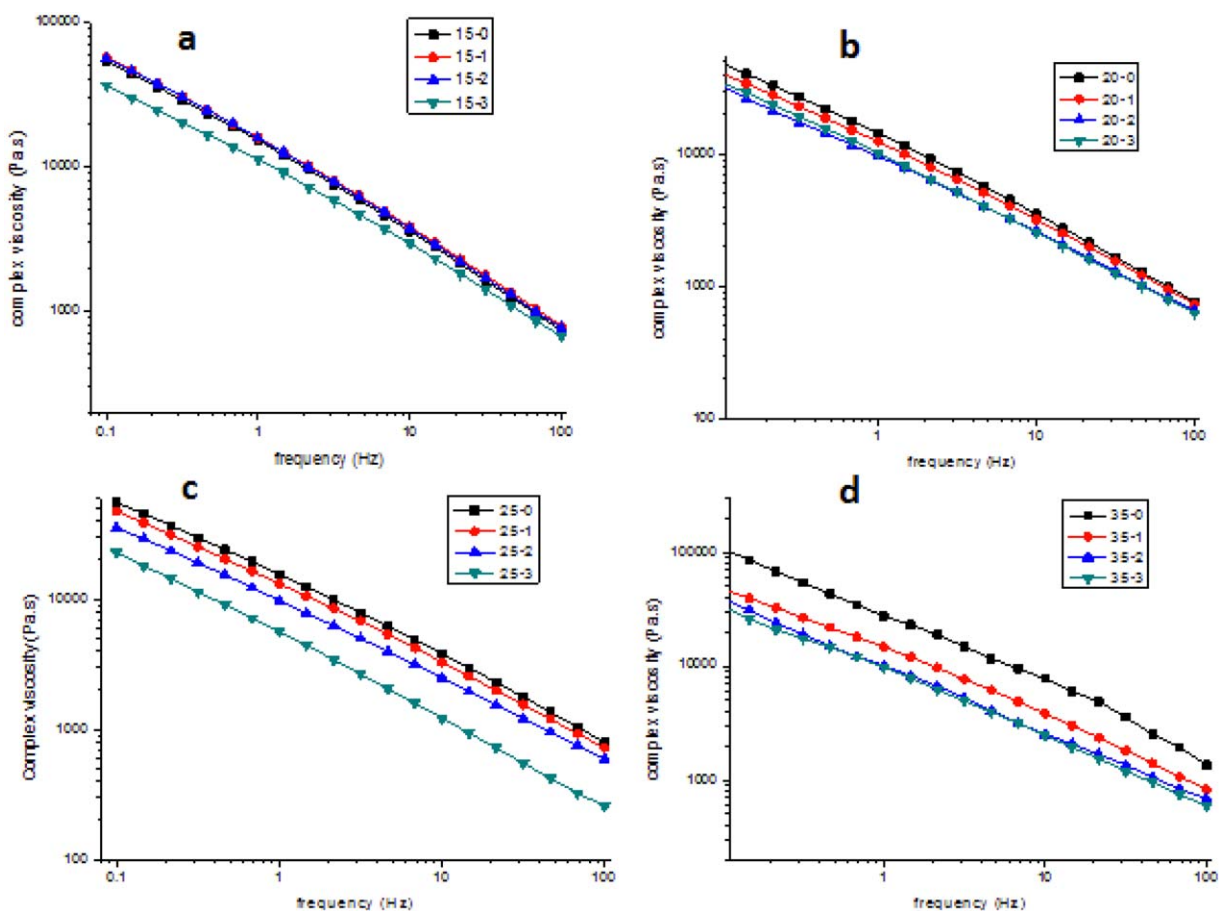 a
15-0
15-1
15-2
15-3
100000
10000
1000
complex viscosity (Pa.s)
0.1 1 10 100
frequency (Hz)
b
20-0
20-1
20-2
20-3
10000
1000
100
complex viscosity (Pa.s)
1 10 100
frequency (Hz)
c
25-0
25-1
25-2
25-3
10000
1000
100
Complex viscosity (Pa.s)
0.1 1 10 100
frequency (Hz)
d
35-0
35-1
35-2
35-3
100000
10000
1000
complex viscosity (Pa.s)
1 10 100
frequency (Hz)